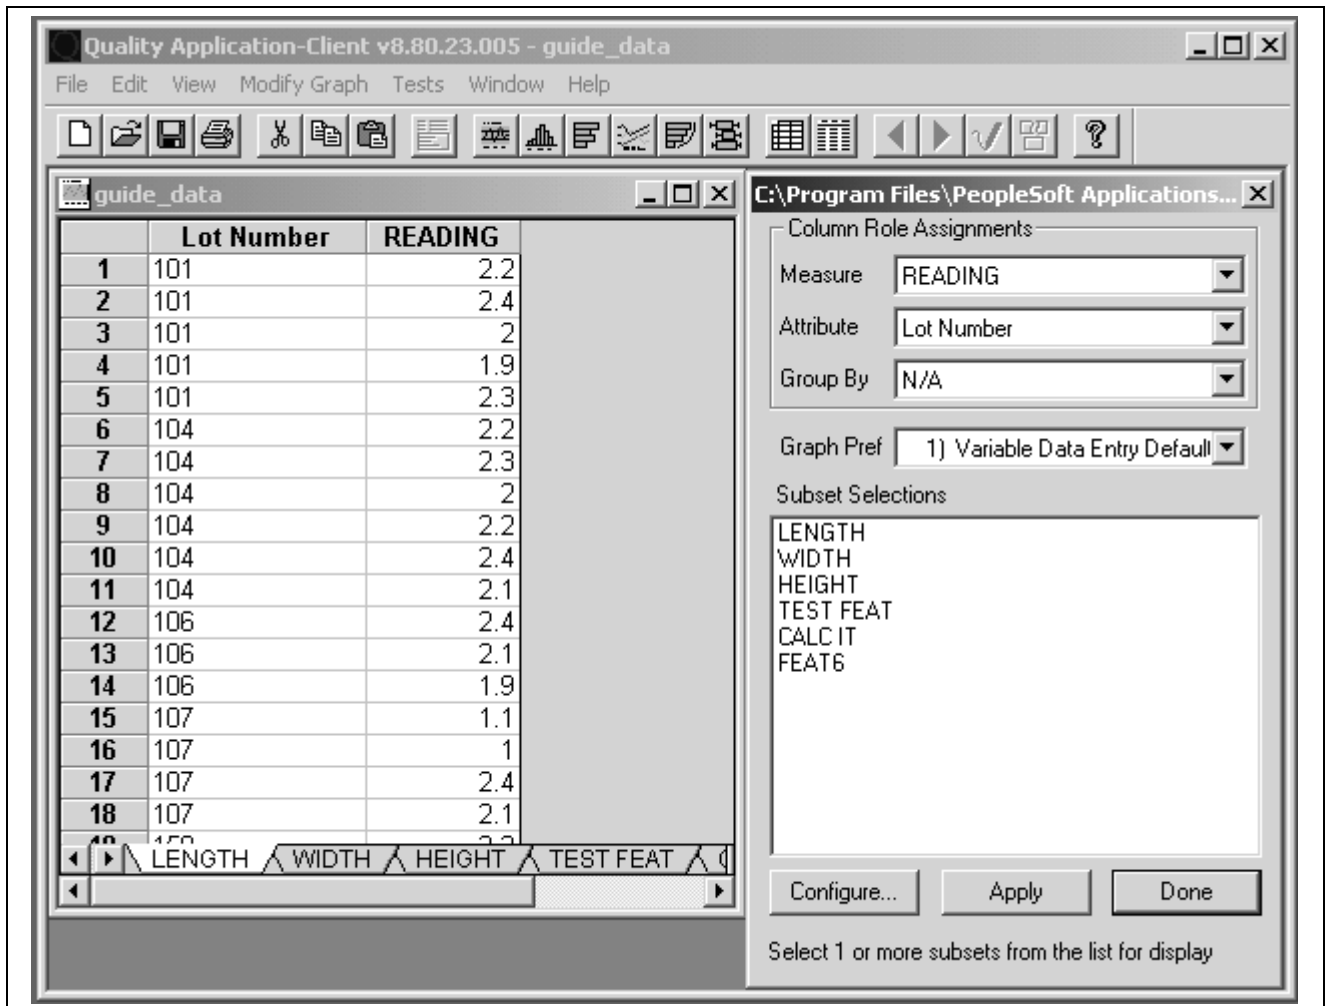 Quality Application-Client v8.80.23.005 - guide_data
File Edit View Modify Graph Tests Window Help
guide_data
Lot Number READING
1 101 2.2
2 101 2.4
3 101 2
4 101 1.9
5 101 2.3
6 104 2.2
7 104 2.3
8 104 2
9 104 2.2
10 104 2.4
11 104 2.1
12 106 2.4
13 106 2.1
14 106 1.9
15 107 1.1
16 107 1
17 107 2.4
18 107 2.1
LENGTH WIDTH HEIGHT TEST FEAT
C:\Program Files\PeopleSoft Applications...
Column Role Assignments
Measure READING
Attribute Lot Number
Group By N/A
Graph Pref 1) Variable Data Entry Default
Subset Selections
LENGTH
WIDTH
HEIGHT
TEST FEAT
CALC IT
FEAT6
Configure... Apply Done
Select 1 or more subsets from the list for display